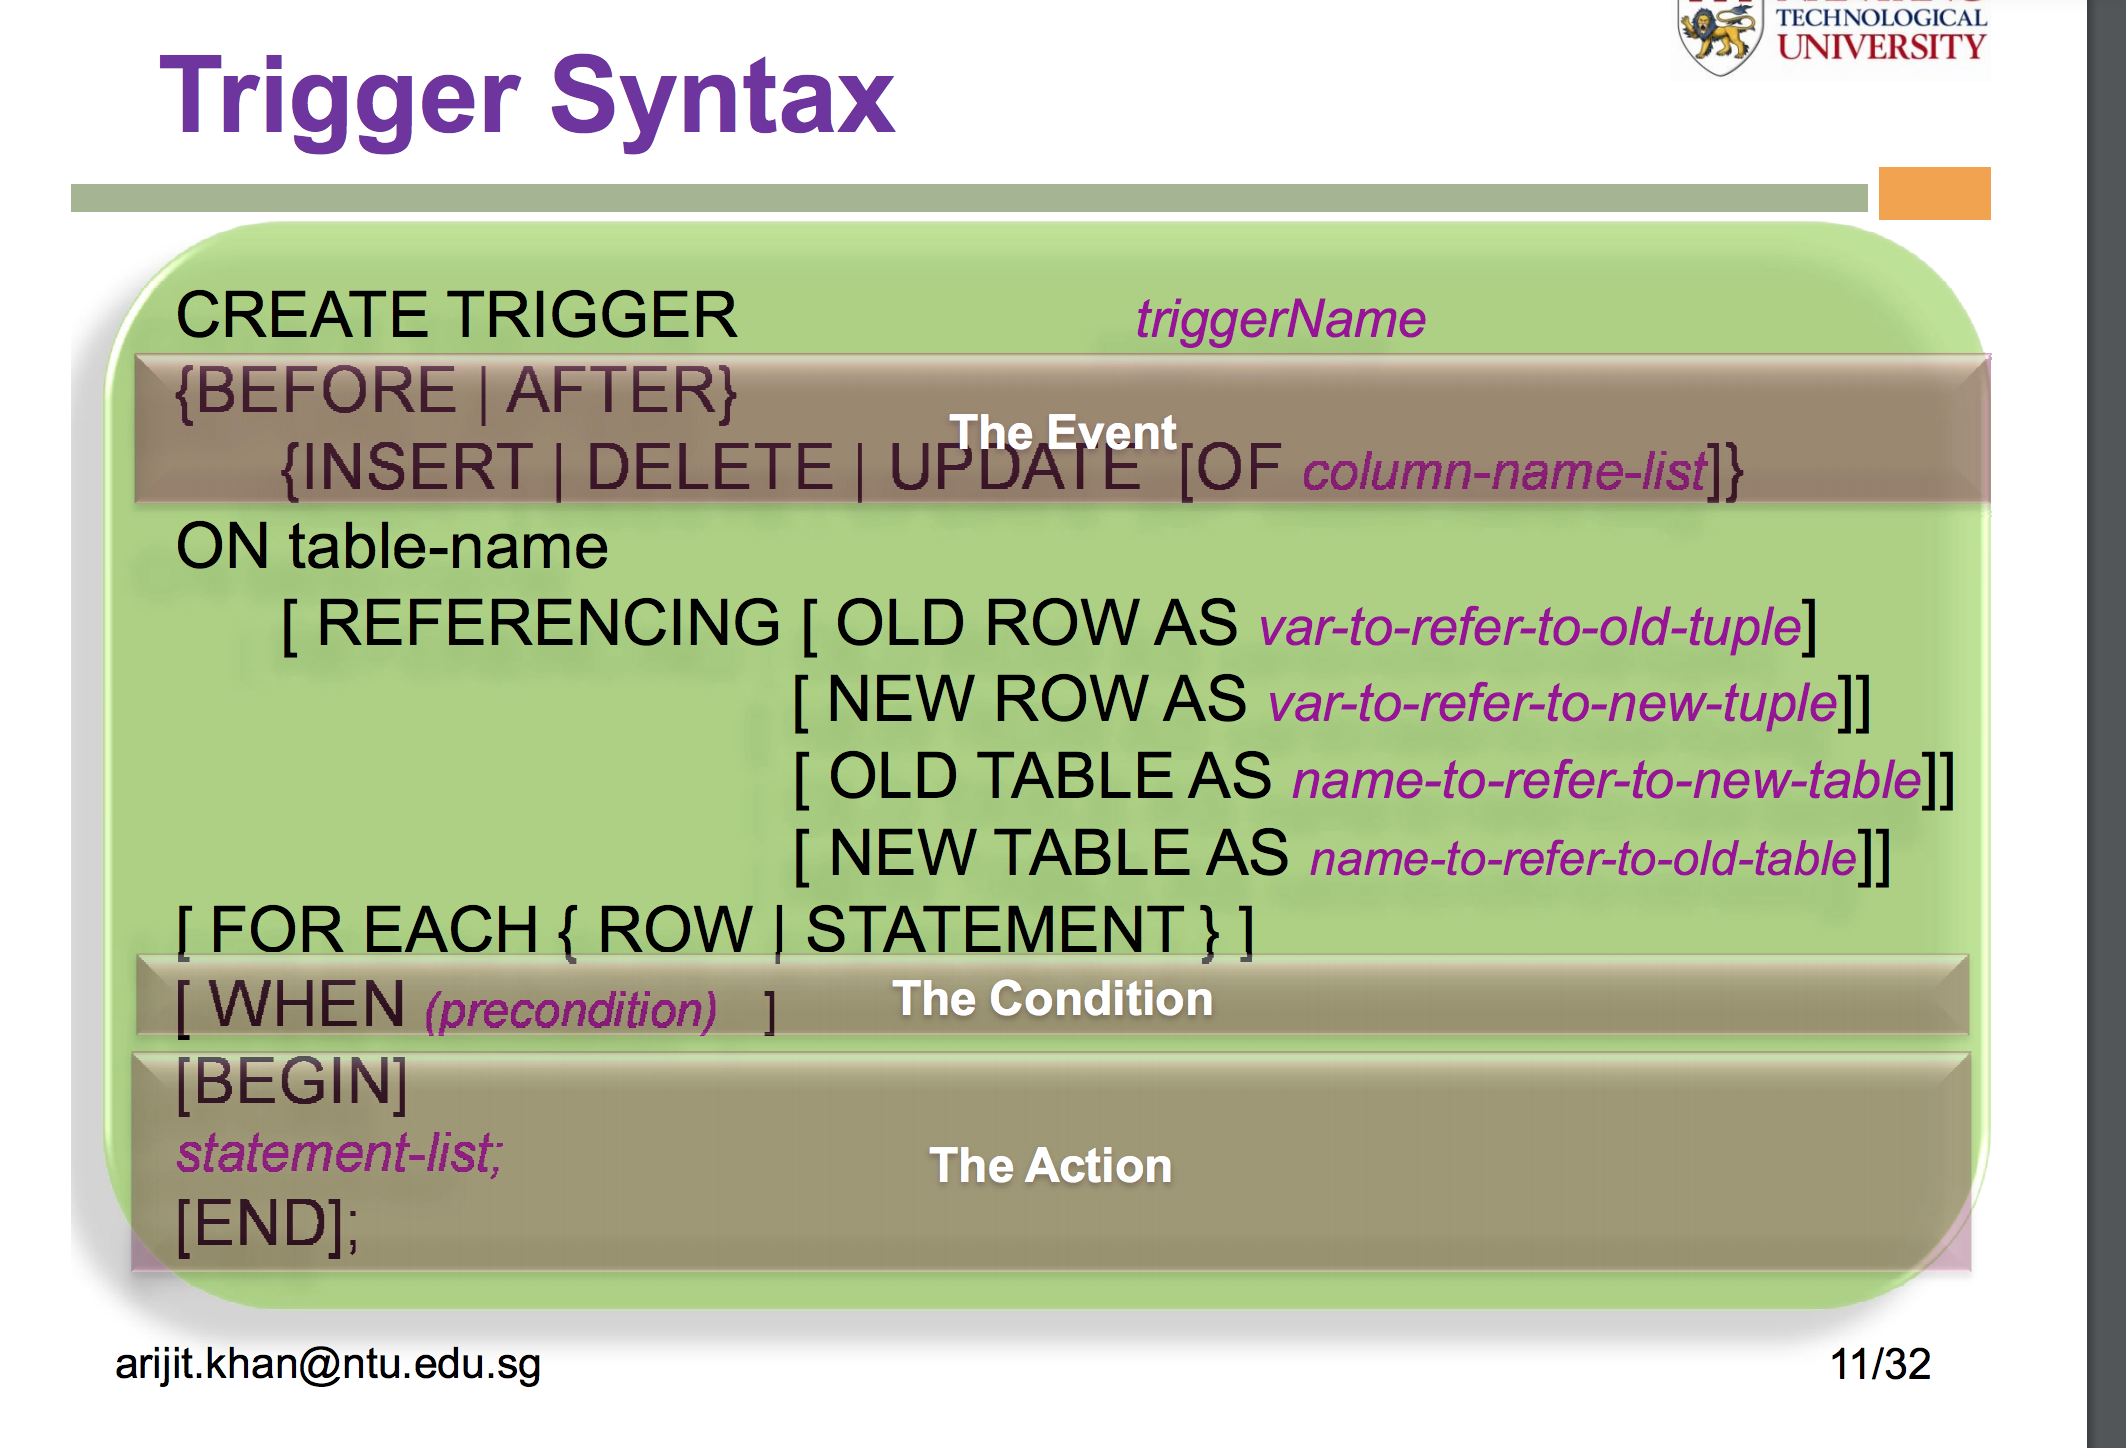 TECHNOLOGICAL
UNIVERSITY
Trigger Syntax
CREATE TRIGGER triggerName
{BEFORE | AFTER}
The Event
{INSERT | DELETE | UPDATE [OF column-name-list]}
ON table-name
[ REFERENCING [ OLD ROW AS var-to-refer-to-old-tuple]
[ NEW ROW AS var-to-refer-to-new-tuple]]
[ OLD TABLE AS name-to-refer-to-new-table]]
[ NEW TABLE AS name-to-refer-to-old-table]]
[ FOR EACH { ROW | STATEMENT } ]
[ WHEN (precondition) ] The Condition
[BEGIN]
statement-list;
The Action
[END];
arijit.khan@ntu.edu.sg 11/32